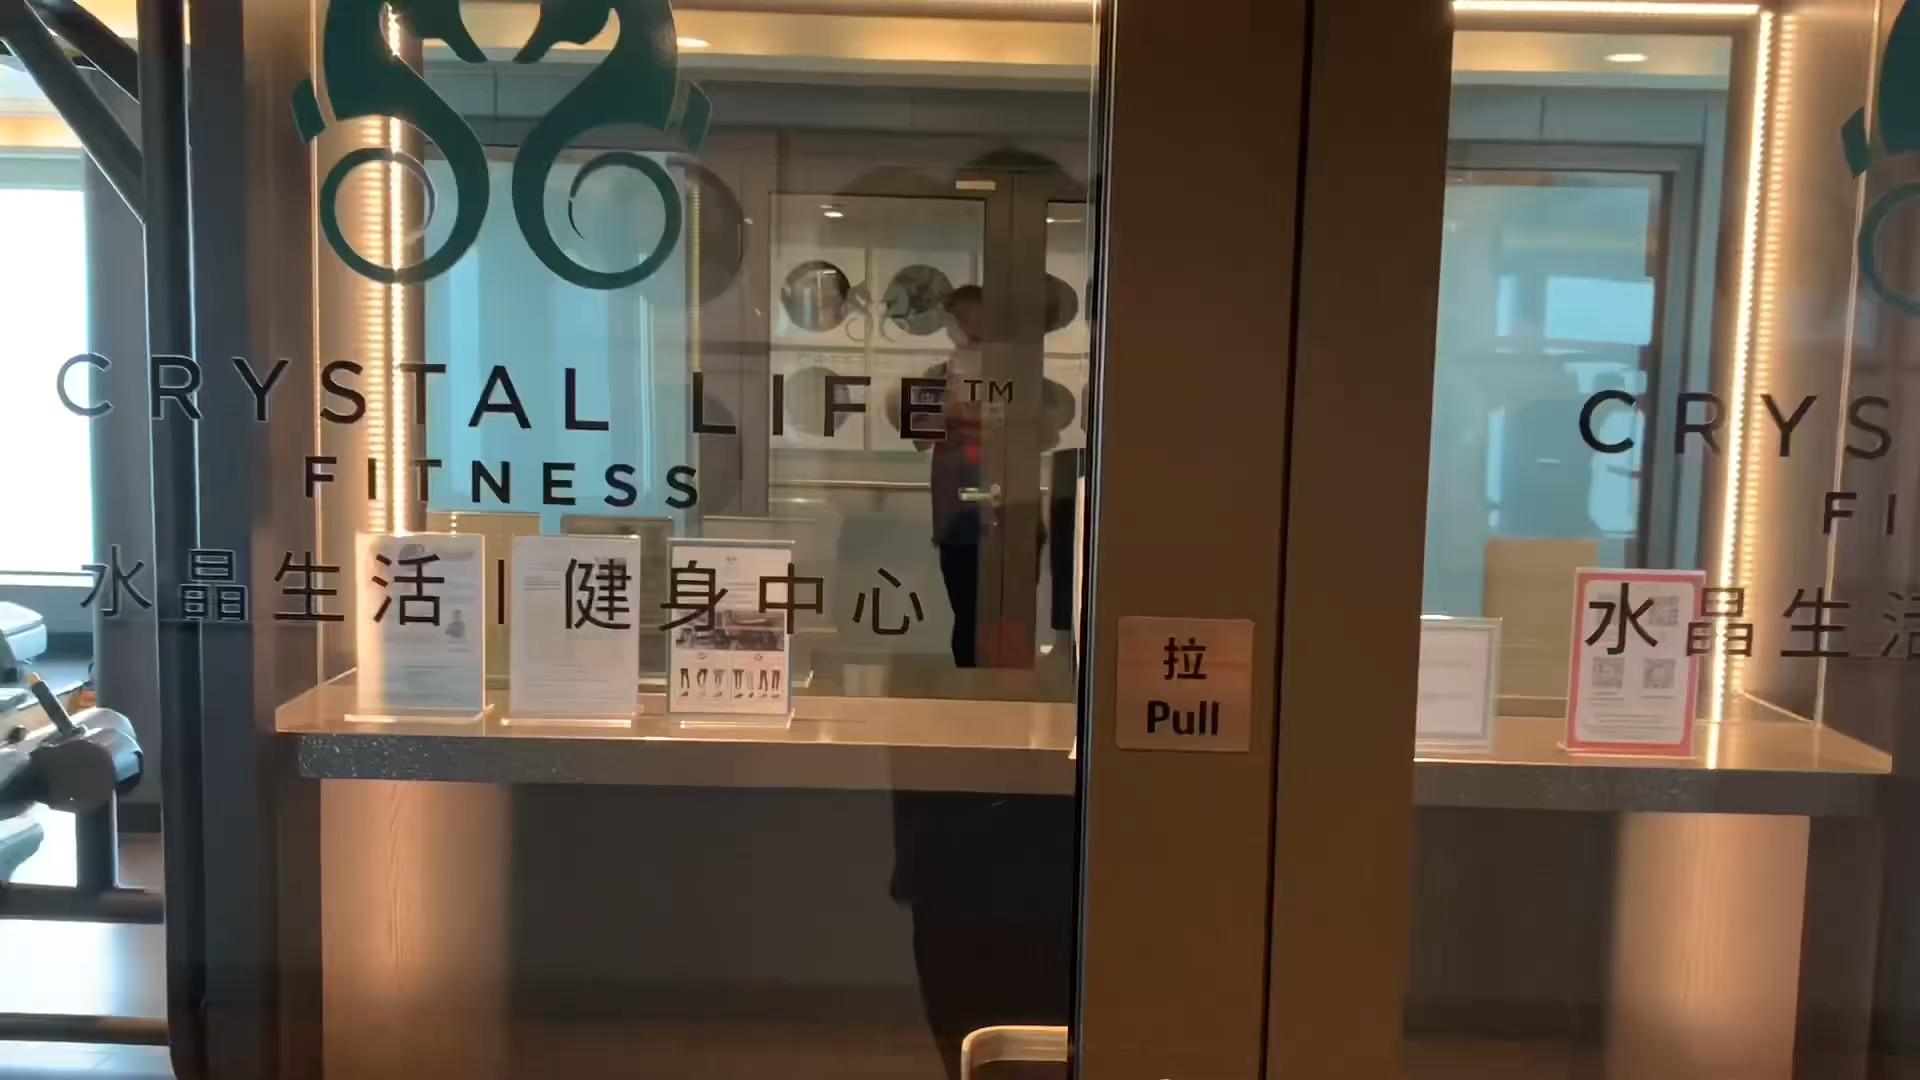 CRYSTAL LIFE™
FITNESS
水晶生活 | 健身中心
拉
Pull
CRYS
FI
水晶生活